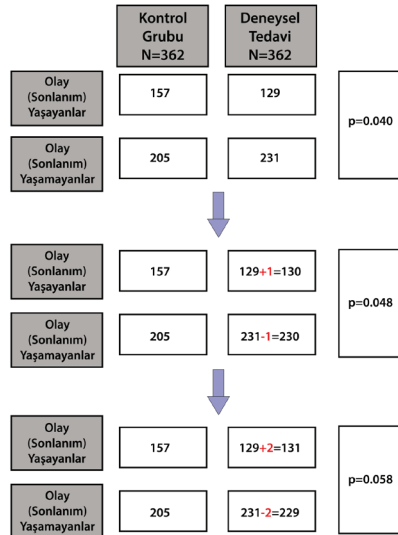 Kontrol
Grubu
N=362
Deneysel
Tedavi
N=362
Olay
(Sonlanım)
Yaşayanlar
157
129
p=0.040
Olay
(Sonlanım)
Yaşamayanlar
205
231
Olay
(Sonlanım)
Yaşayanlar
157
129+1=130
p=0.048
Olay
(Sonlanım)
Yaşamayanlar
205
231-1=230
Olay
(Sonlanım)
Yaşayanlar
157
129+2=131
p=0.058
Olay
(Sonlanım)
Yaşamayanlar
205
231-2=229